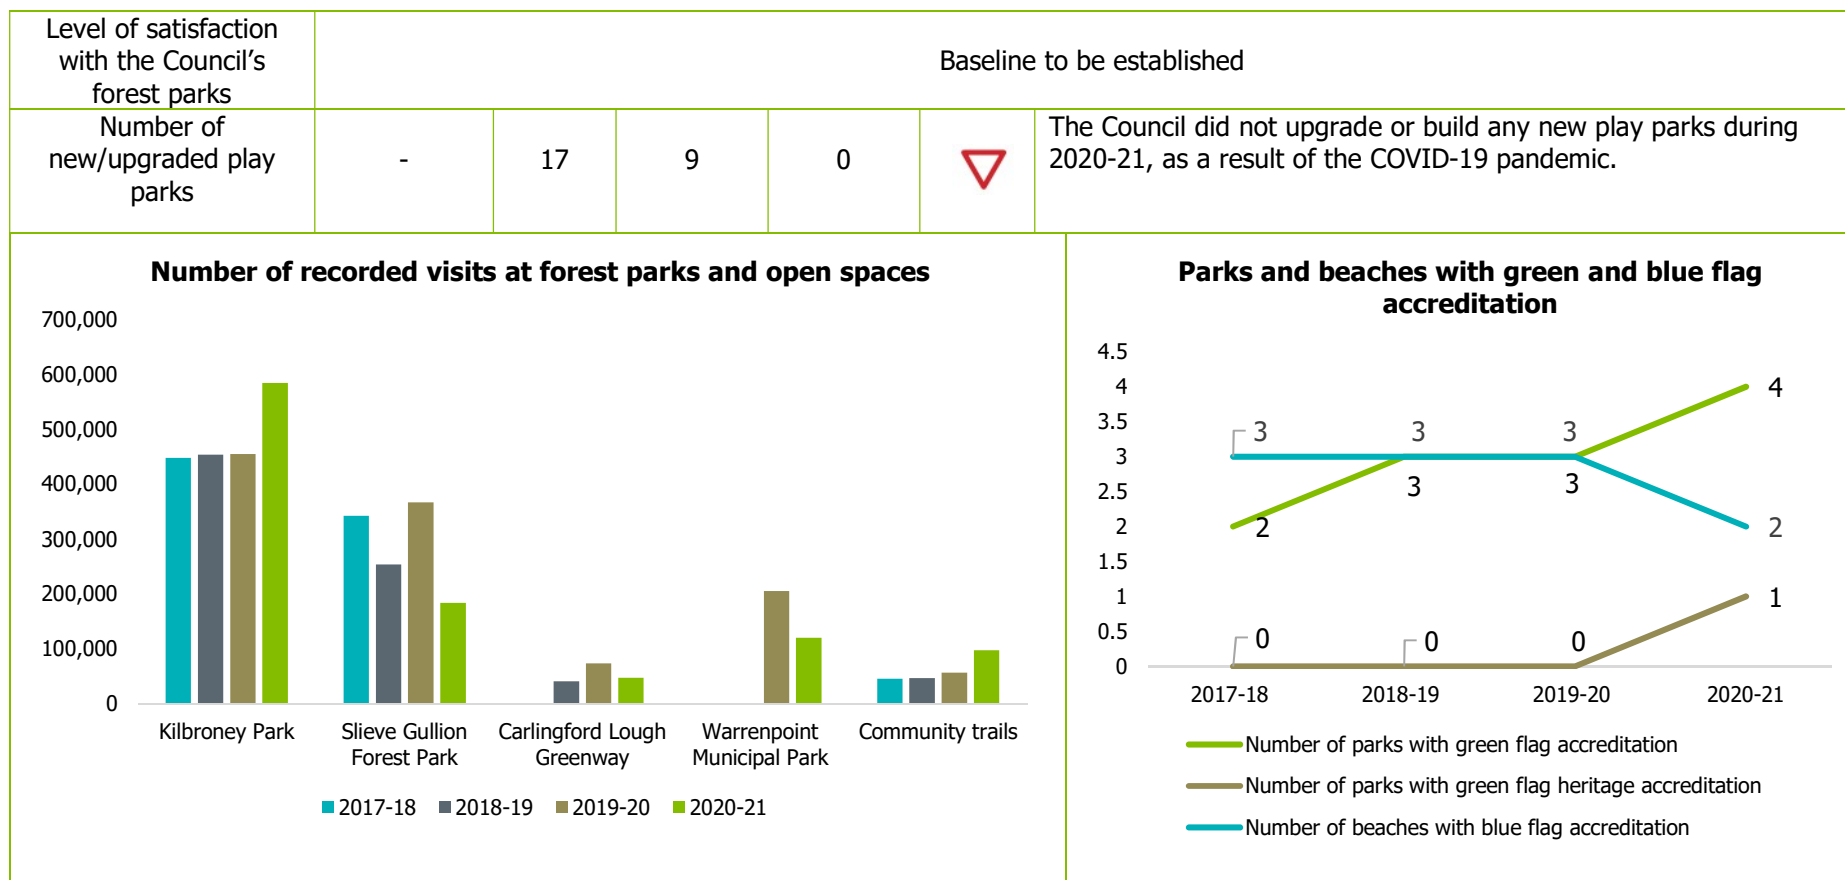 Level of satisfaction
with the Council's
forest parks
Baseline to be established
Number of
new/upgraded play
parks
-
17
9
0
The Council did not upgrade or build any new play parks during
2020-21, as a result of the COVID-19 pandemic.
Number of recorded visits at forest parks and open spaces
700,000
600,000
500,000
400,000
300,000
200,000
100,000
0
Kilbroney Park
Slieve Gullion
Forest Park
Carlingford Lough
Greenway
Warrenpoint
Municipal Park
Community trails
2017-18
2018-19
2019-20
2020-21
Parks and beaches with green and blue flag
accreditation
4.5
4
3.5
3
2.5
2
1.5
1
0.5
0
3
3
3
4
2
3
3
2
0
0
0
1
2017-18
2018-19
2019-20
2020-21
Number of parks with green flag accreditation
Number of parks with green flag heritage accreditation
Number of beaches with blue flag accreditation